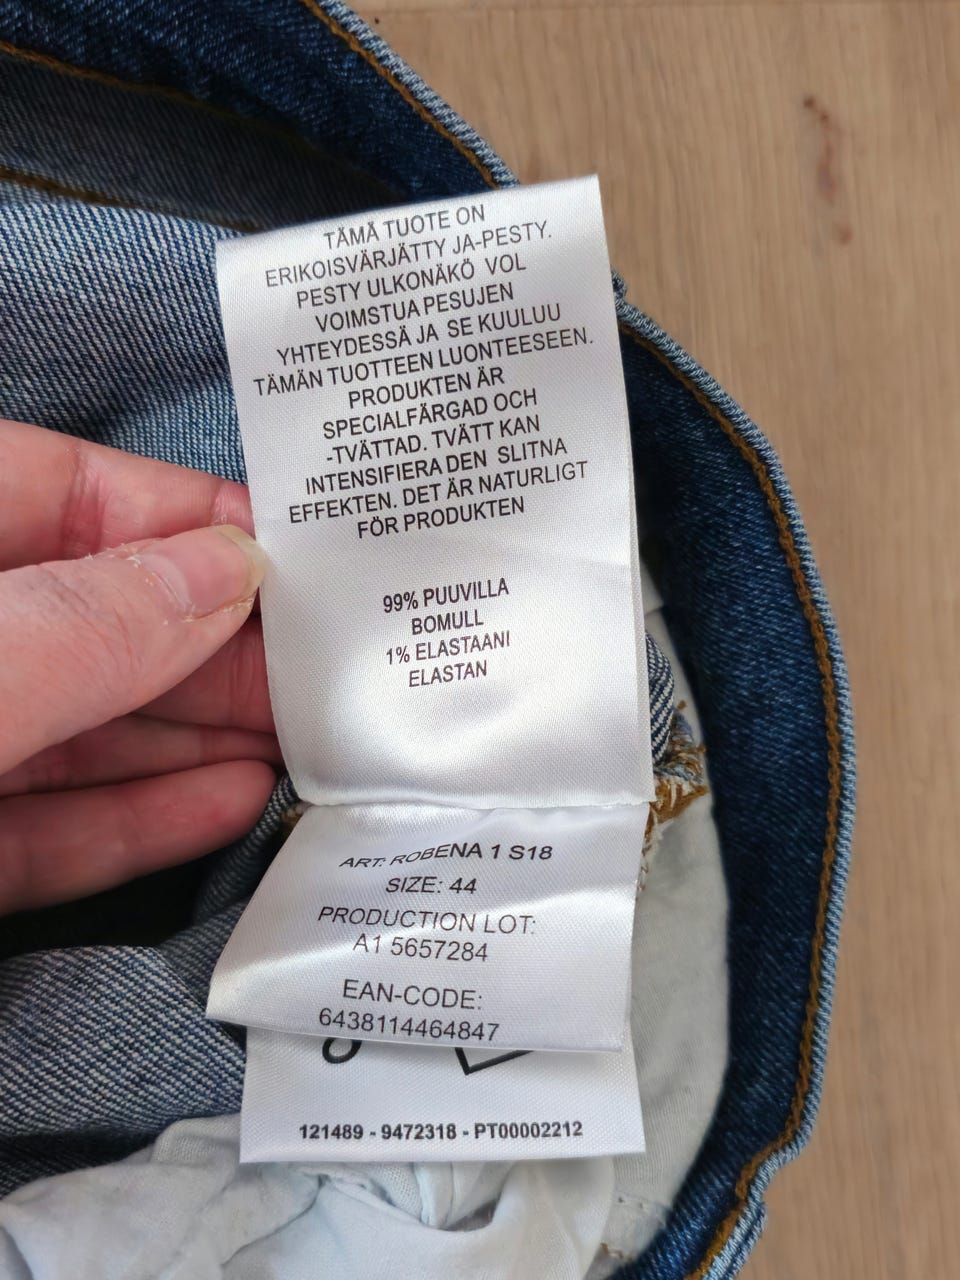 TÄMÄ TUOTE ON
ERIKOISVÄRJÄTTY JA-PESTY.
PESTY ULKONÄKÖ VOL
VOIMSTUA PESUJEN
YHTEYDESSÄ JA SE KUULUU
TÄMÄN TUOTTEEN LUONTEESEEN.
PRODUKTEN ÄR
SPECIALFÄRGAD OCH
-TVÄTTAD. TVÄTT KAN
INTENSIFIERA DEN SLITNA
EFFEKTEN. DET ÄR NATURLIGT
FÖR PRODUKTEN
99% PUUVILLA
BOMULL
1% ELASTAANI
ELASTAN
ART: ROBENA 1 S18
SIZE: 44
PRODUCTION LOT:
A1 5657284
EAN-CODE:
6438114464847
121489 - 9472318 - PT00002212